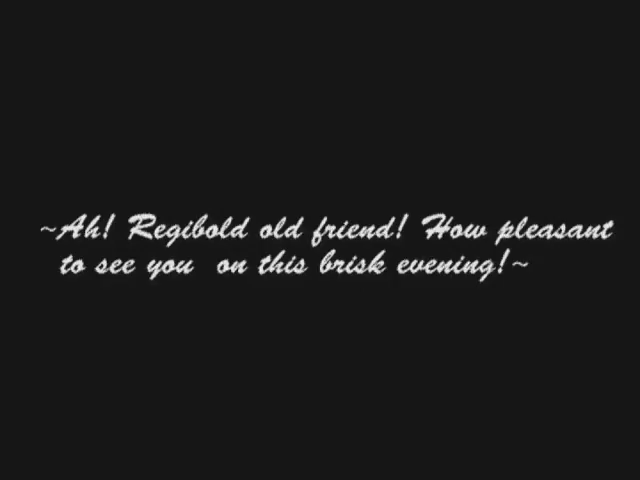 ~Ah! Regibold old friend! How pleasant
to see you  on this brisk evening!~